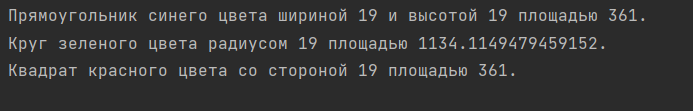 Прямоугольник синего цвета шириной 19 и высотой 19 площадью 361.
Круг зеленого цвета радиусом 19 площадью 1134.1149479459152.
Квадрат красного цвета со стороной 19 площадью 361.